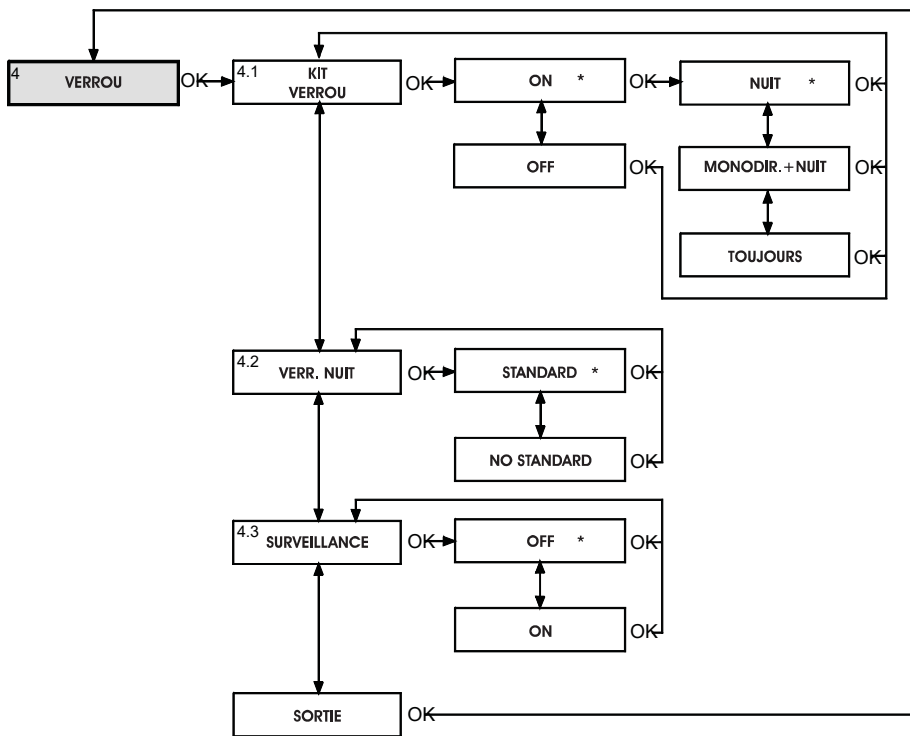 4 VERROU OK 4.1 KIT VERROU OK ON * OK NUIT * OK
OFF OK MONODIR.+NUIT OK
TOUJOURS OK
4.2 VERR. NUIT OK STANDARD * OK
NO STANDARD OK
4.3 SURVEILLANCE OK OFF * OK
ON OK
SORTIE OK